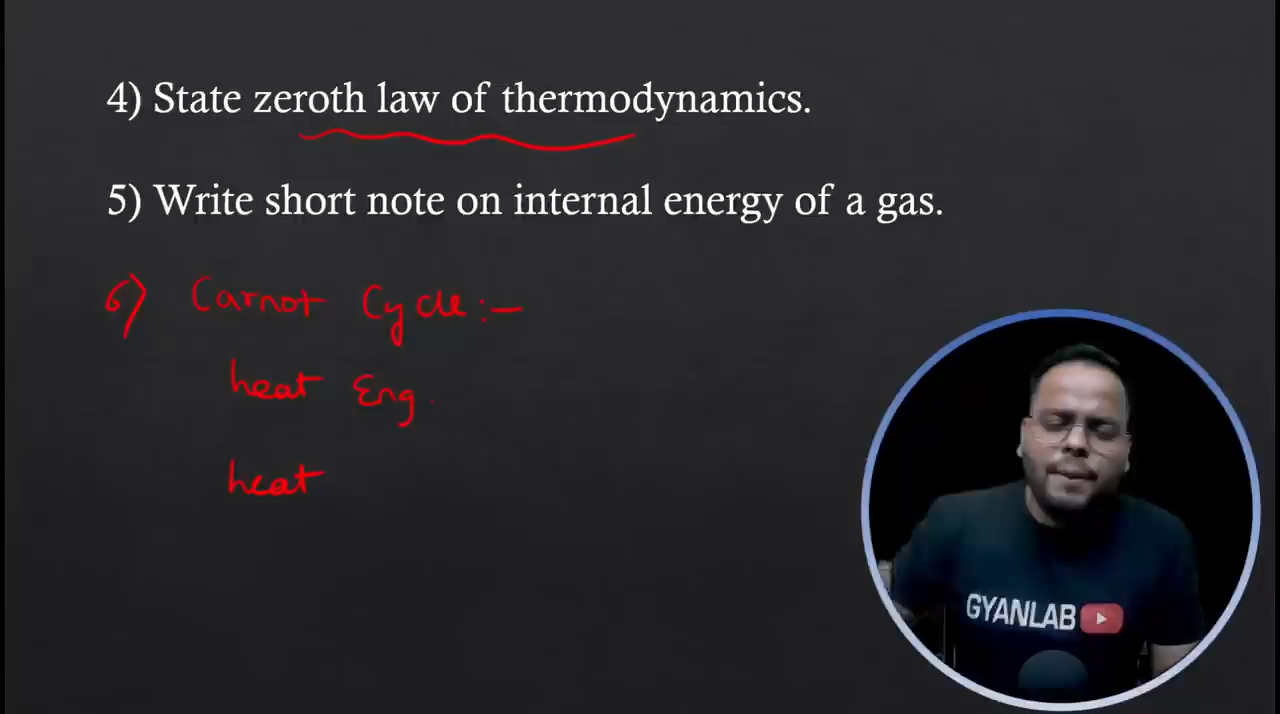 4) State zeroth law of thermodynamics.
5) Write short note on internal energy of a gas.
6) Carnot Cycle:-
heat Eng.
heat
GYANLAB